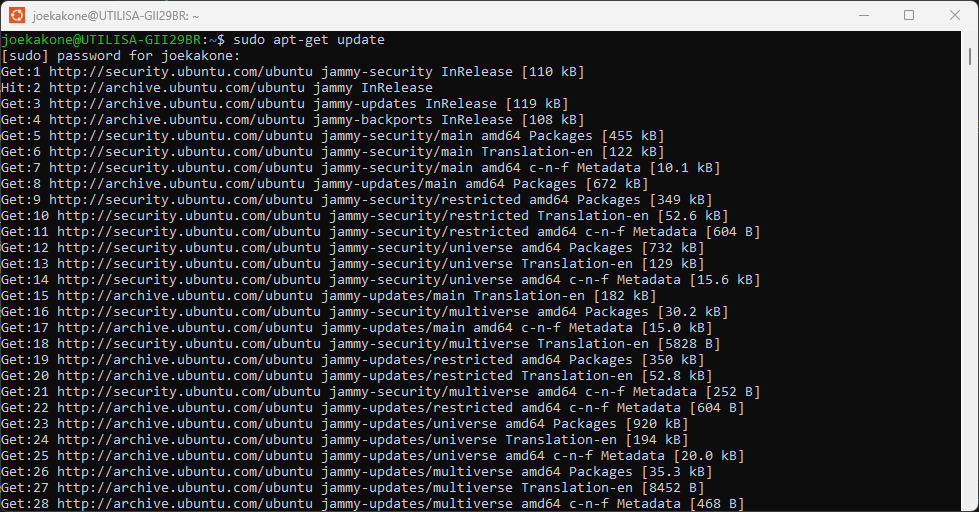 joekakone@UTILISA-GII29BR: ~
joekakone@UTILISA-GII29BR:~$ sudo apt-get update
[sudo] password for joekakone:
Get:1 http://security.ubuntu.com/ubuntu jammy-security InRelease [110 kB]
Hit:2 http://archive.ubuntu.com/ubuntu jammy InRelease
Get:3 http://archive.ubuntu.com/ubuntu jammy-updates InRelease [119 kB]
Get:4 http://archive.ubuntu.com/ubuntu jammy-backports InRelease [108 kB]
Get:5 http://security.ubuntu.com/ubuntu jammy-security/main amd64 Packages [455 kB]
Get:6 http://security.ubuntu.com/ubuntu jammy-security/main Translation-en [122 kB]
Get:7 http://security.ubuntu.com/ubuntu jammy-security/main amd64 c-n-f Metadata [10.1 kB]
Get:8 http://archive.ubuntu.com/ubuntu jammy-updates/main amd64 Packages [672 kB]
Get:9 http://security.ubuntu.com/ubuntu jammy-security/restricted amd64 Packages [349 kB]
Get:10 http://security.ubuntu.com/ubuntu jammy-security/restricted Translation-en [52.6 kB]
Get:11 http://security.ubuntu.com/ubuntu jammy-security/restricted amd64 c-n-f Metadata [604 B]
Get:12 http://security.ubuntu.com/ubuntu jammy-security/universe amd64 Packages [732 kB]
Get:13 http://security.ubuntu.com/ubuntu jammy-security/universe Translation-en [129 kB]
Get:14 http://security.ubuntu.com/ubuntu jammy-security/universe amd64 c-n-f Metadata [15.6 kB]
Get:15 http://archive.ubuntu.com/ubuntu jammy-updates/main Translation-en [182 kB]
Get:16 http://security.ubuntu.com/ubuntu jammy-security/multiverse amd64 Packages [30.2 kB]
Get:17 http://archive.ubuntu.com/ubuntu jammy-updates/main amd64 c-n-f Metadata [15.0 kB]
Get:18 http://security.ubuntu.com/ubuntu jammy-security/multiverse Translation-en [5828 B]
Get:19 http://archive.ubuntu.com/ubuntu jammy-updates/restricted amd64 Packages [350 kB]
Get:20 http://archive.ubuntu.com/ubuntu jammy-updates/restricted Translation-en [52.8 kB]
Get:21 http://security.ubuntu.com/ubuntu jammy-security/multiverse amd64 c-n-f Metadata [252 B]
Get:22 http://archive.ubuntu.com/ubuntu jammy-updates/restricted amd64 c-n-f Metadata [604 B]
Get:23 http://archive.ubuntu.com/ubuntu jammy-updates/universe amd64 Packages [920 kB]
Get:24 http://archive.ubuntu.com/ubuntu jammy-updates/universe Translation-en [194 kB]
Get:25 http://archive.ubuntu.com/ubuntu jammy-updates/universe amd64 c-n-f Metadata [20.0 kB]
Get:26 http://archive.ubuntu.com/ubuntu jammy-updates/multiverse amd64 Packages [35.3 kB]
Get:27 http://archive.ubuntu.com/ubuntu jammy-updates/multiverse Translation-en [8452 B]
Get:28 http://archive.ubuntu.com/ubuntu jammy-updates/multiverse amd64 c-n-f Metadata [468 B]